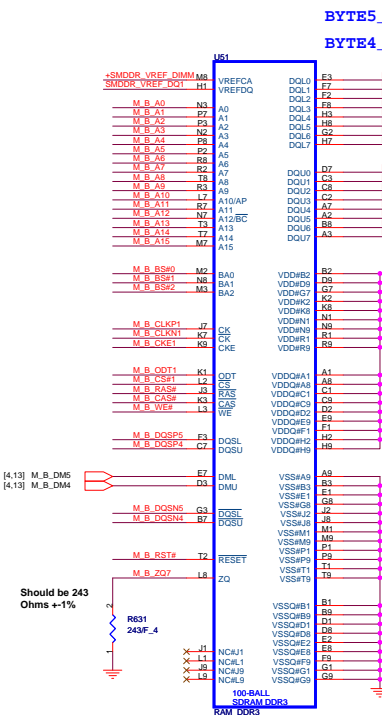 BYTE5_
BYTE4_
U51
+SMDDR_VREF_DIMM M8 VREFCA DQL0 E3
SMDDR_VREF_DQ1 H1 VREFDQ DQL1 F7
DQL2 F2
M_B_A0 N3 A0 DQL3 F8
M_B_A1 P7 A1 DQL4 H3
M_B_A2 P3 A2 DQL5 H8
M_B_A3 N2 A3 DQL6 G2
M_B_A4 P8 A4 DQL7 H7
M_B_A5 P2 A5
M_B_A6 R8 A6
M_B_A7 R2 A7 DQU0 D7
M_B_A8 T8 A8 DQU1 C3
M_B_A9 R3 A9 DQU2 C8
M_B_A10 L7 A10/AP DQU3 C2
M_B_A11 R7 A11 DQU4 A7
M_B_A12 N7 A12/BC DQU5 A2
M_B_A13 T3 A13 DQU6 B8
M_B_A14 T7 A14 DQU7 A3
M_B_A15 M7 A15
M_B_BS#0 M2 BA0 VDD#B2 B2
M_B_BS#1 N8 BA1 VDD#D9 D9
M_B_BS#2 M3 BA2 VDD#G7 G7
VDD#K2 K2
VDD#K8 K8
VDD#N1 N1
M_B_CLKP1 J7 CK VDD#N9 N9
M_B_CLKN1 K7 CK VDD#R1 R1
M_B_CKE1 K9 CKE VDD#R9 R9
M_B_ODT1 K1 ODT VDDQ#A1 A1
M_B_CS#1 L2 CS VDDQ#A8 A8
M_B_RAS# J3 RAS VDDQ#C1 C1
M_B_CAS# K3 CAS VDDQ#C9 C9
M_B_WE# L3 WE VDDQ#D2 D2
VDDQ#E9 E9
VDDQ#F1 F1
M_B_DQSP5 F3 DQSL VDDQ#H2 H2
M_B_DQSP4 C7 DQSU VDDQ#H9 H9
[4,13] M_B_DM5 E7 DML VSS#A9 A9
[4,13] M_B_DM4 D3 DMU VSS#B3 B3
VSS#E1 E1
VSS#G8 G8
M_B_DQSN5 G3 DQSL VSS#J2 J2
M_B_DQSN4 B7 DQSU VSS#J8 J8
VSS#M1 M1
VSS#M9 M9
VSS#P1 P1
M_B_RST# T2 RESET VSS#P9 P9
VSS#T1 T1
M_B_ZQ7 L8 ZQ VSS#T9 T9
Should be 243
Ohms +-1%
2
R631
243/F_4
1
VSSQ#B1 B1
VSSQ#B9 B9
VSSQ#D1 D1
VSSQ#D8 D8
VSSQ#E2 E2
J1 NC#J1 VSSQ#E8 E8
L1 NC#L1 VSSQ#F9 F9
J9 NC#J9 VSSQ#G1 G1
L9 NC#L9 VSSQ#G9 G9
100-BALL
SDRAM DDR3
RAM_DDR3